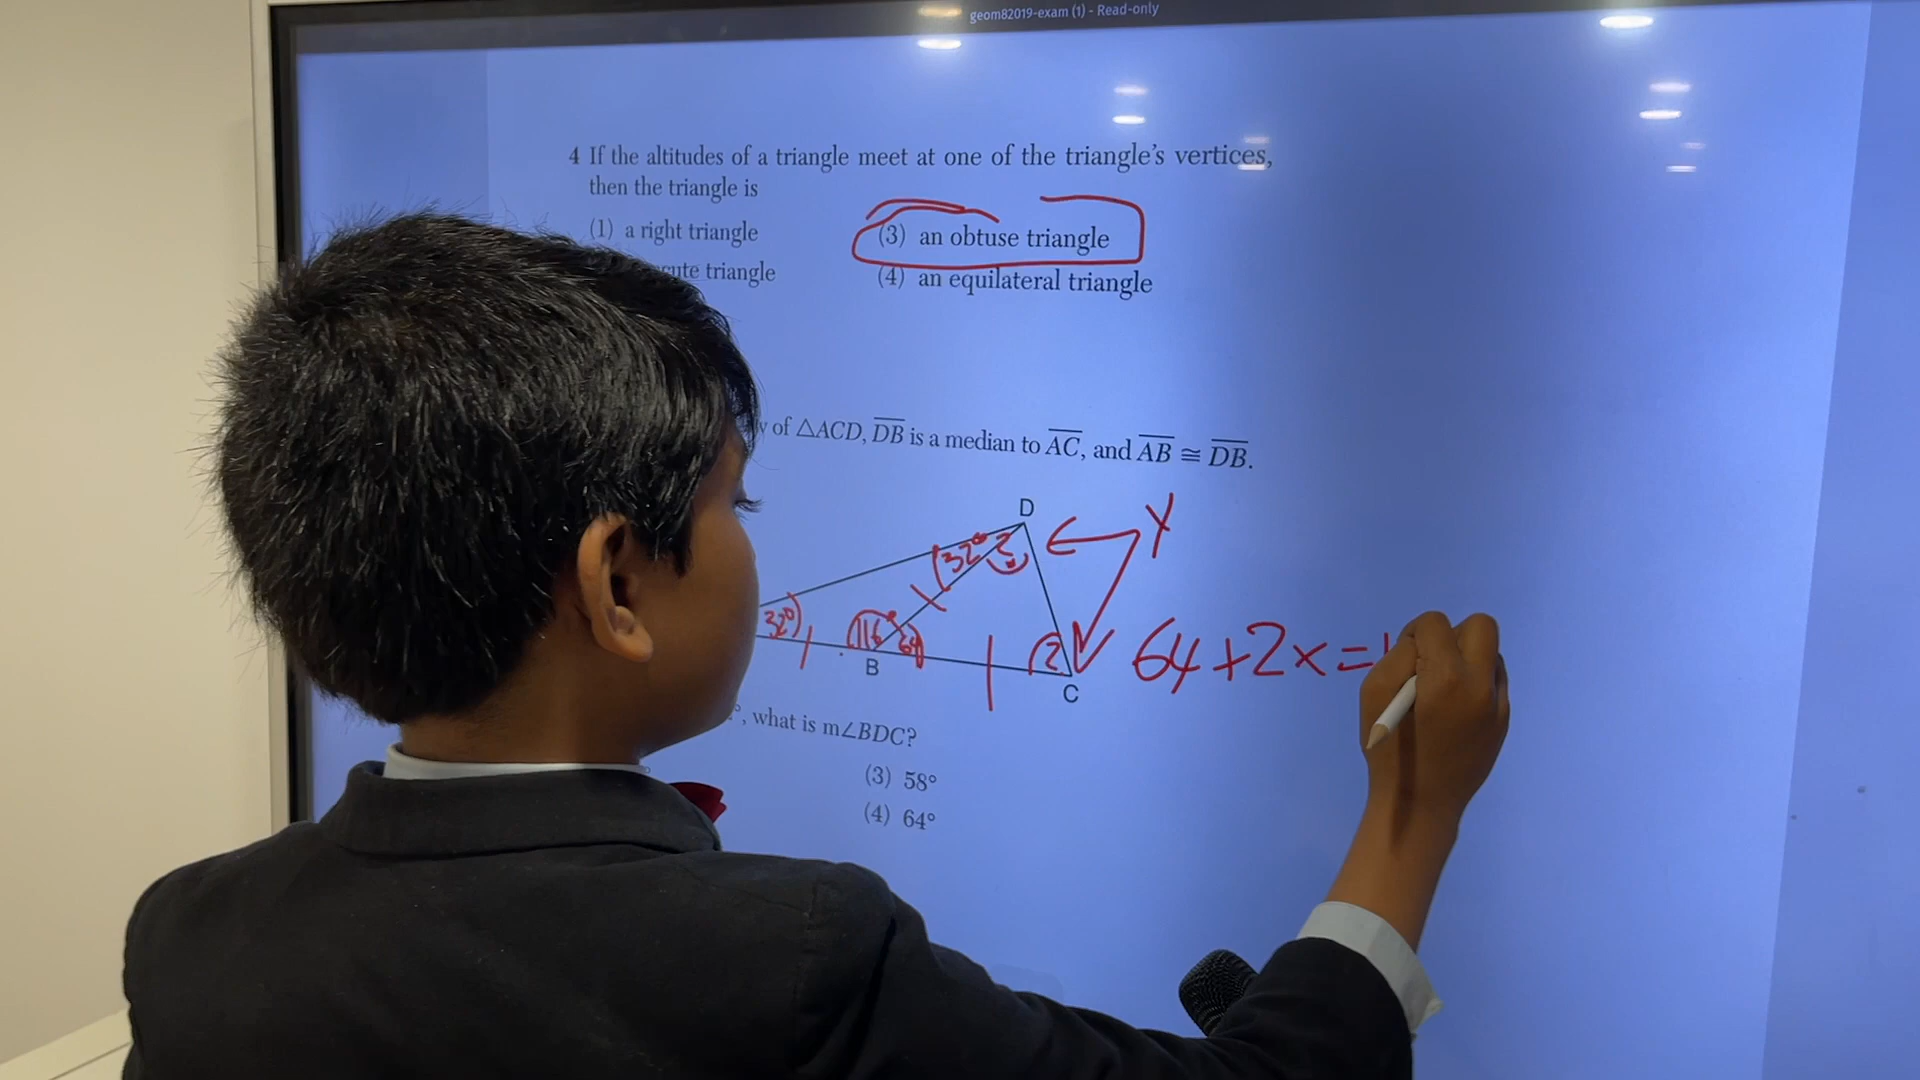 geom82019-exam (1) - Read-only
4 If the altitudes of a triangle meet at one of the triangle's vertices,
then the triangle is
(1) a right triangle
(3) an obtuse triangle
triangle
(4) an equilateral triangle
of △ACD, DB is a median to AC, and AB ≅ DB.
D
x
32° ?
32°
116° 64
B
?
C
64+2x=
°, what is m∠BDC?
(3) 58°
(4) 64°